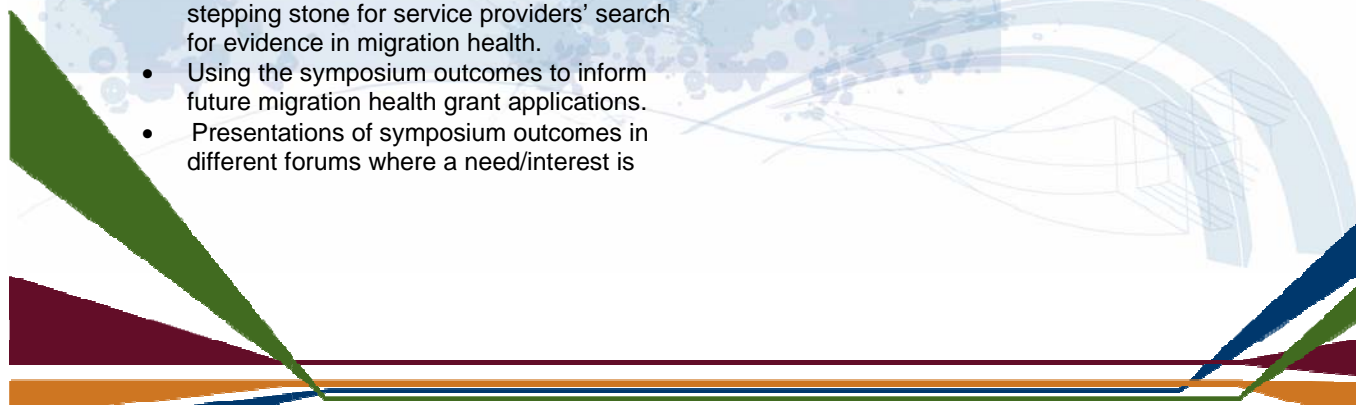 stepping stone for service providers’ search
for evidence in migration health.
• Using the symposium outcomes to inform
future migration health grant applications.
• Presentations of symposium outcomes in
different forums where a need/interest is